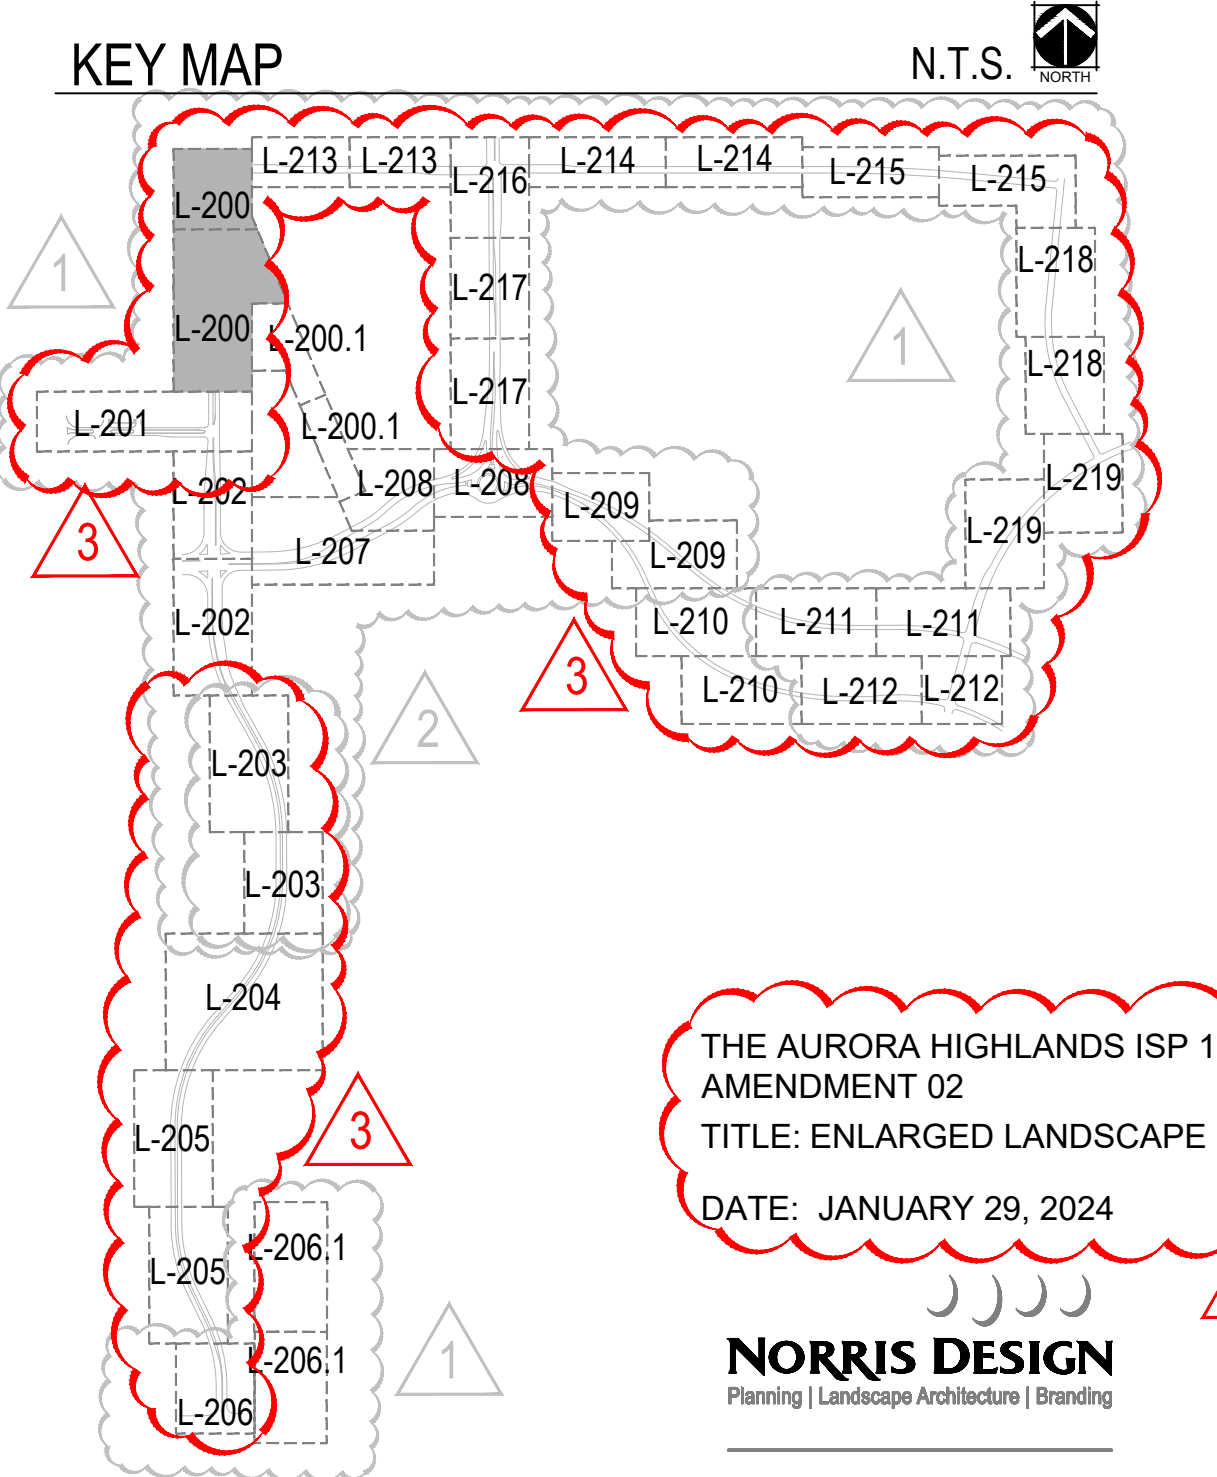 KEY MAP
N.T.S.
NORTH
L-213
L-213
L-216
L-214
L-214
L-215
L-215
L-200
1
L-218
L-217
L-200
L-200.1
1
L-218
L-217
L-201
L-200.1
L-208
L-208
L-219
L-202
L-209
3
L-207
L-209
L-219
L-202
L-210
L-211
L-211
3
L-210
L-212
L-212
2
L-203
L-203
L-204
THE AURORA HIGHLANDS ISP 1
AMENDMENT 02
TITLE: ENLARGED LANDSCAPE
DATE: JANUARY 29, 2024
L-205
3
L-206.1
L-205
L-206.1
1
L-206
NORRIS DESIGN
Planning | Landscape Architecture | Branding